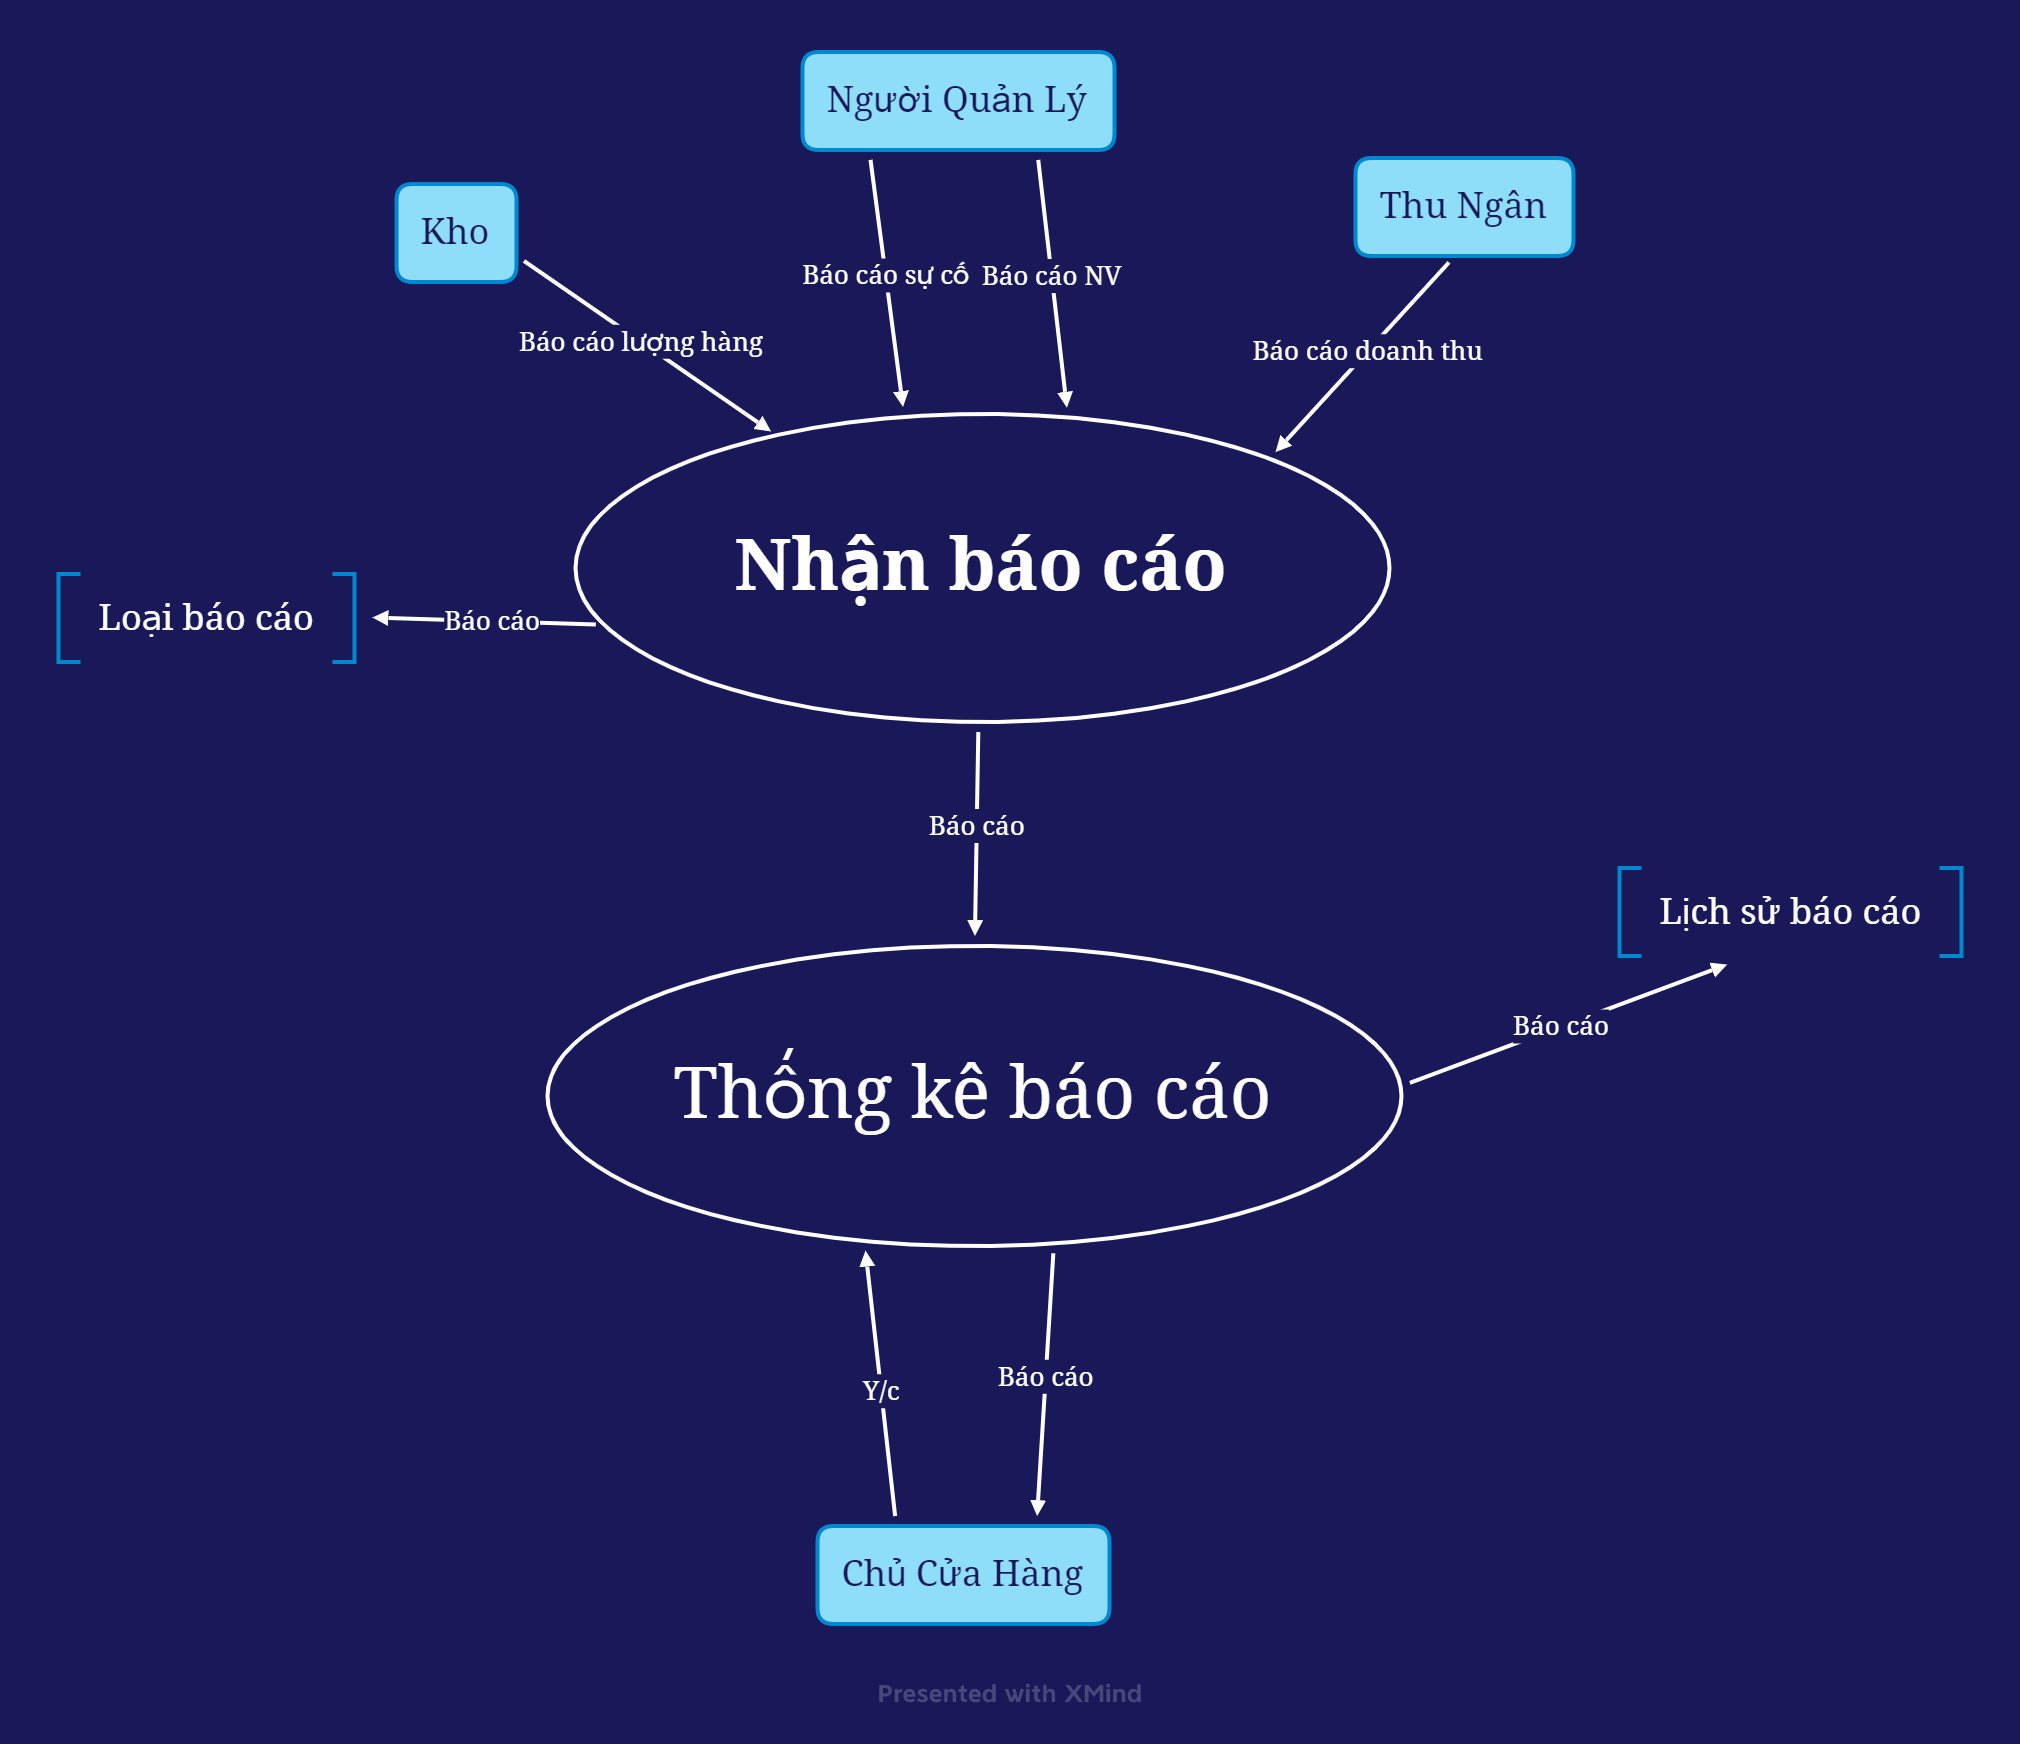 Người Quản Lý
Thu Ngân
Kho
Báo cáo sự cố
Báo cáo NV
Báo cáo lượng hàng
Báo cáo doanh thu
Nhận báo cáo
Loại báo cáo
Báo cáo
Báo cáo
Lịch sử báo cáo
Báo cáo
Thống kê báo cáo
Y/c
Báo cáo
Chủ Cửa Hàng
Presented with XMind